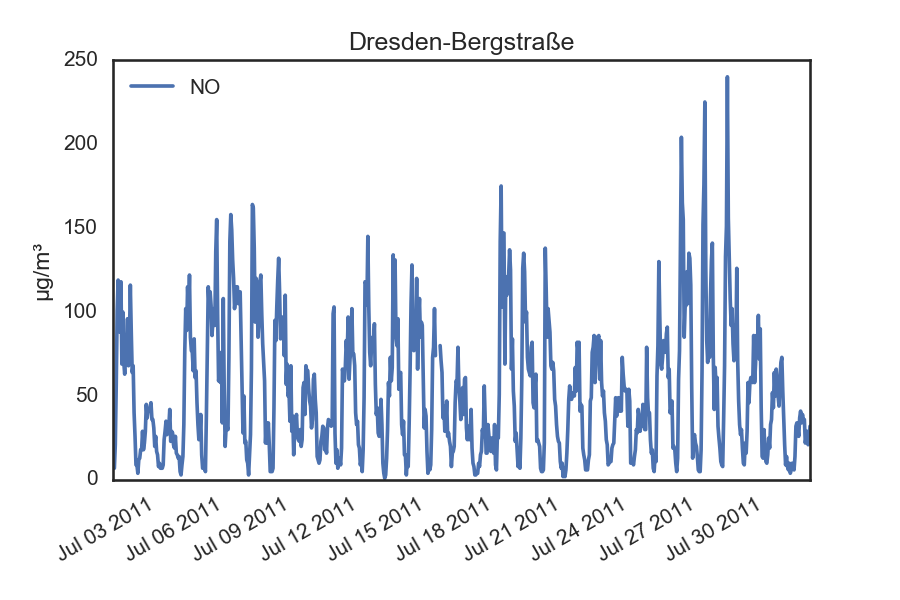 Dresden-Bergstraße
NO
µg/m³
250
200
150
100
50
0
Jul 03 2011
Jul 06 2011
Jul 09 2011
Jul 12 2011
Jul 15 2011
Jul 18 2011
Jul 21 2011
Jul 24 2011
Jul 27 2011
Jul 30 2011